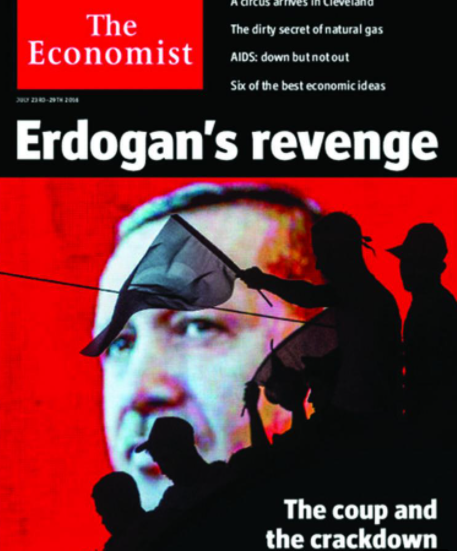 The
Economist
A circus arrives in Cleveland
The dirty secret of natural gas
AIDS: down but not out
Six of the best economic ideas
JULY 23RD–29TH 2016
Erdogan's revenge
The coup and
the crackdown